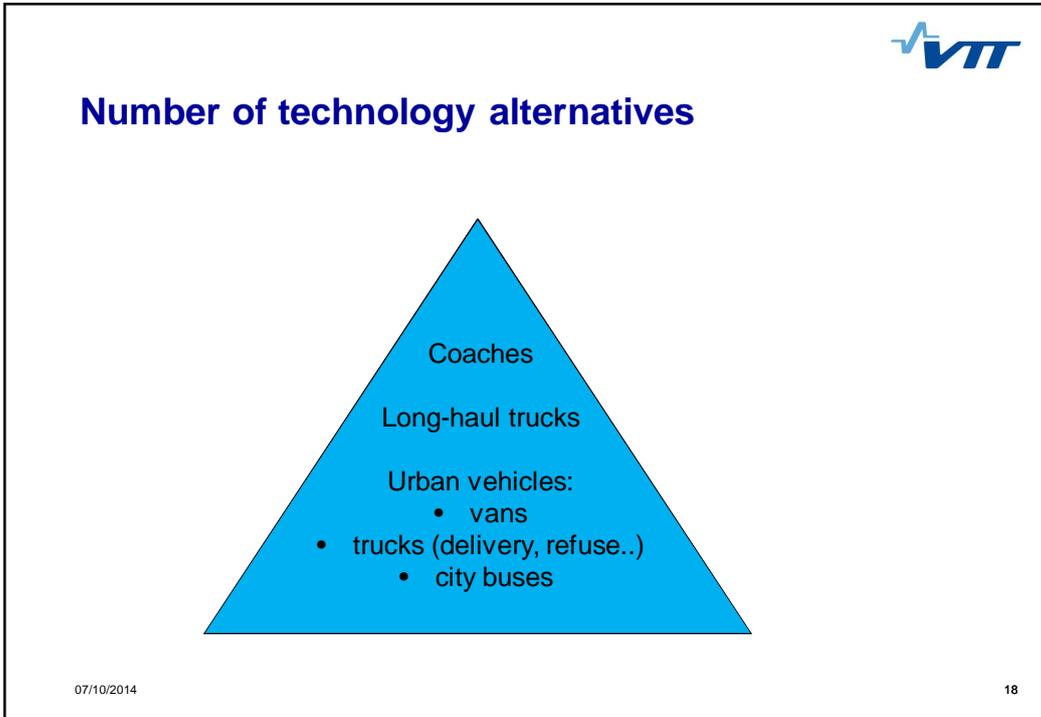 VTT
Number of technology alternatives
Coaches
Long-haul trucks
Urban vehicles:
• vans
• trucks (delivery, refuse..)
• city buses
07/10/2014
18